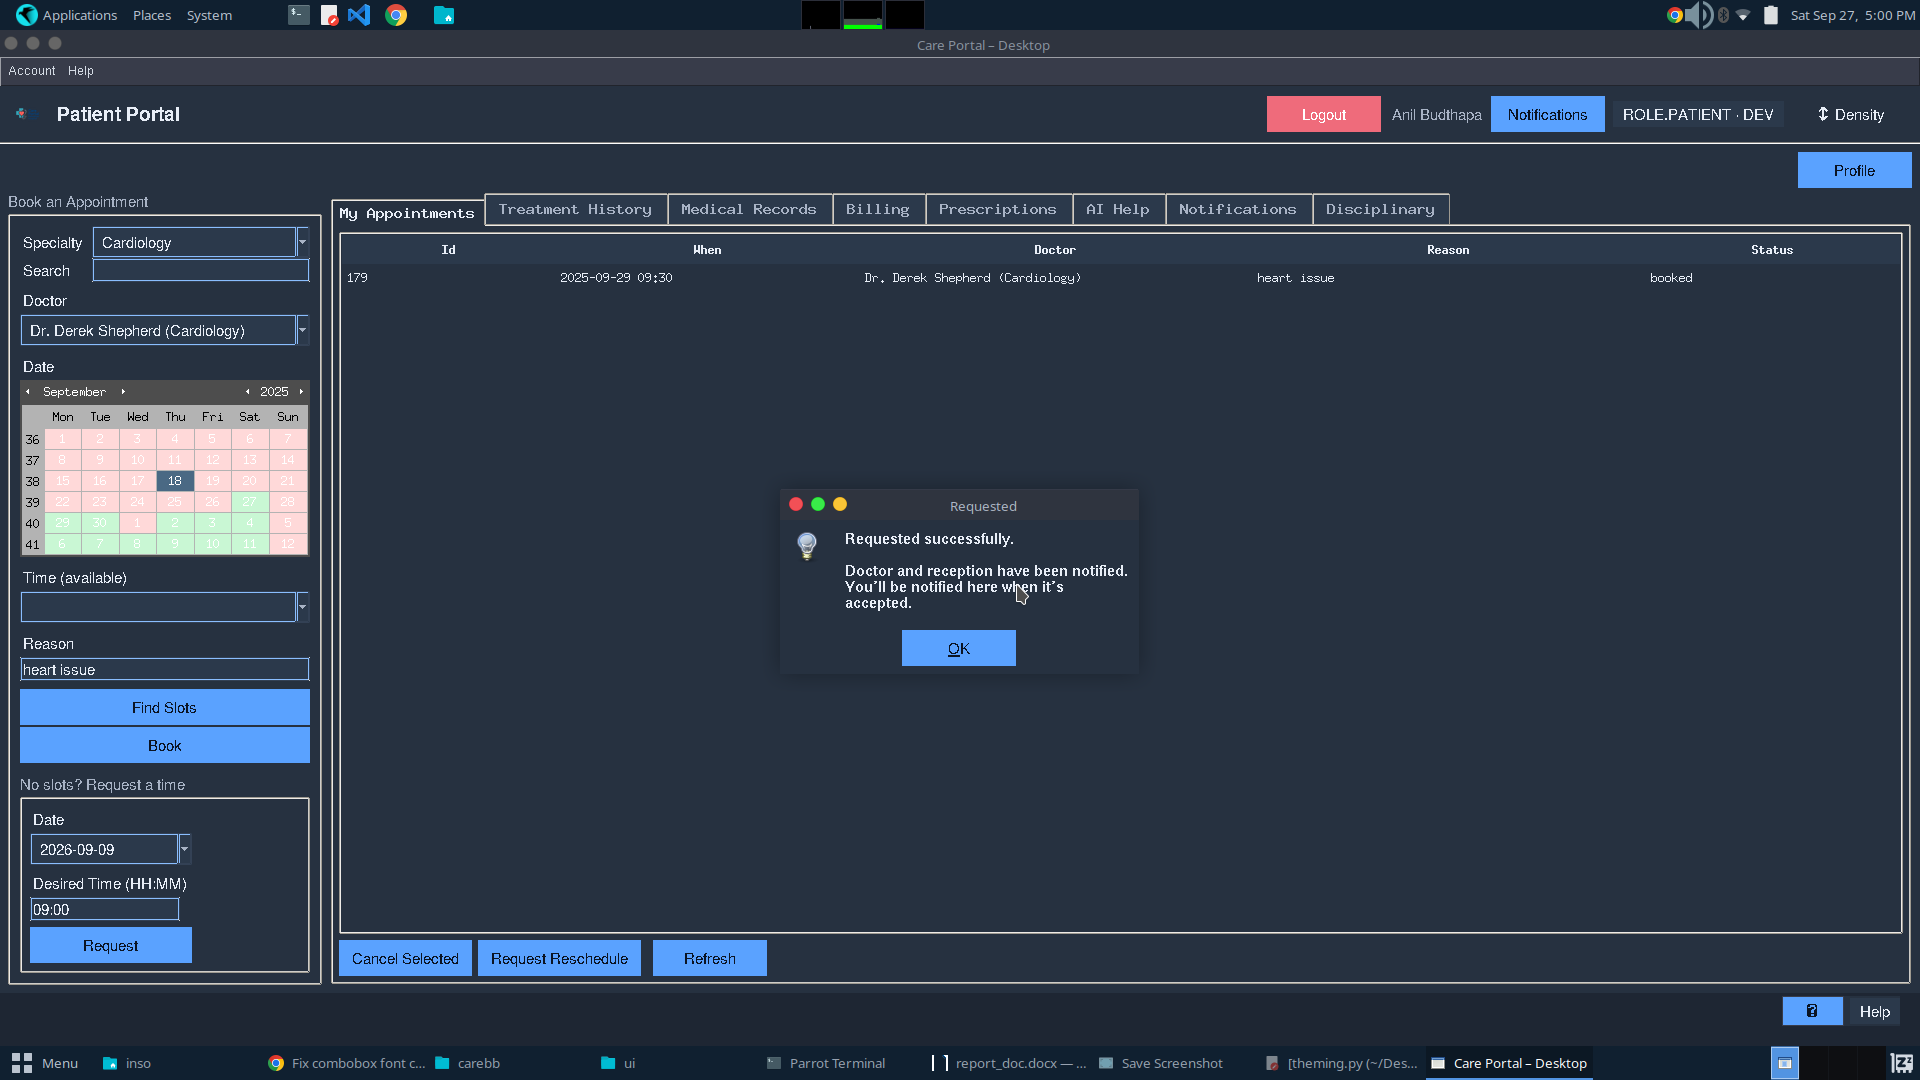 Applications Places System
Sat Sep 27, 5:00 PM
Care Portal – Desktop
Account Help
Patient Portal
Logout Anil Budthapa Notifications ROLE.PATIENT · DEV ⇕ Density
Profile
Book an Appointment
Specialty Cardiology
Search
Doctor
Dr. Derek Shepherd (Cardiology)
Date
September 2025
Mon Tue Wed Thu Fri Sat Sun
36 1 2 3 4 5 6 7
37 8 9 10 11 12 13 14
38 15 16 17 18 19 20 21
39 22 23 24 25 26 27 28
40 29 30 1 2 3 4 5
41 6 7 8 9 10 11 12
Time (available)
Reason
heart issue
Find Slots
Book
No slots? Request a time
Date
2026-09-09
Desired Time (HH:MM)
09:00
Request
My Appointments Treatment History Medical Records Billing Prescriptions AI Help Notifications Disciplinary
Id When Doctor Reason Status
179 2025-09-29 09:30 Dr. Derek Shepherd (Cardiology) heart issue booked
Requested
Requested successfully.
Doctor and reception have been notified.
You'll be notified here when it's
accepted.
OK
Cancel Selected Request Reschedule Refresh
? Help
Menu inso Fix combobox font c... carebb ui Parrot Terminal report_doc.docx — ... Save Screenshot [theming.py (~/Des... Care Portal – Desktop